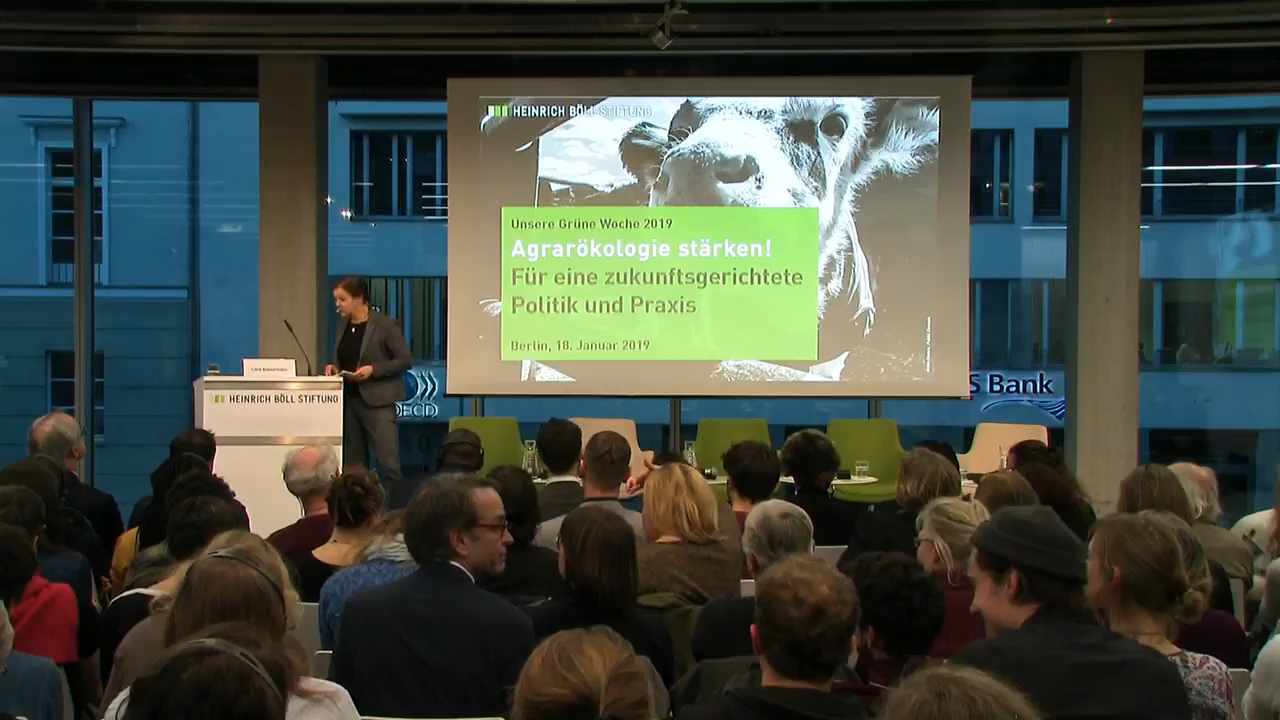 HEINRICH BÖLL STIFTUNG
Unsere Grüne Woche 2019
Agrarökologie stärken!
Für eine zukunftsgerichtete
Politik und Praxis
Berlin, 18. Januar 2019
HEINRICH BÖLL STIFTUNG
OECD
S Bank